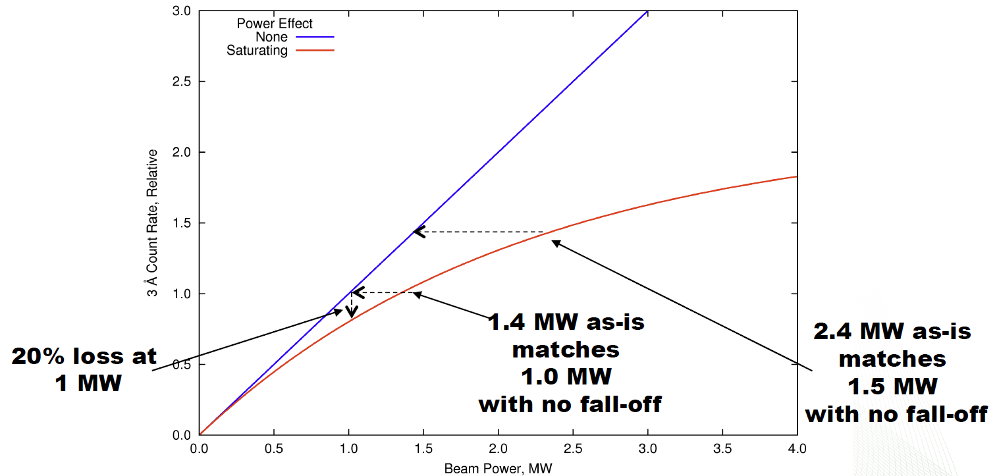 3.0
2.5
2.0
1.5
1.0
0.5
0.0
3 Å Count Rate, Relative
Power Effect
None
Saturating
20% loss at
1 MW
1.4 MW as-is
matches
1.0 MW
with no fall-off
2.4 MW as-is
matches
1.5 MW
with no fall-off
0.0 0.5 1.0 1.5 2.0 2.5 3.0 3.5 4.0
Beam Power, MW